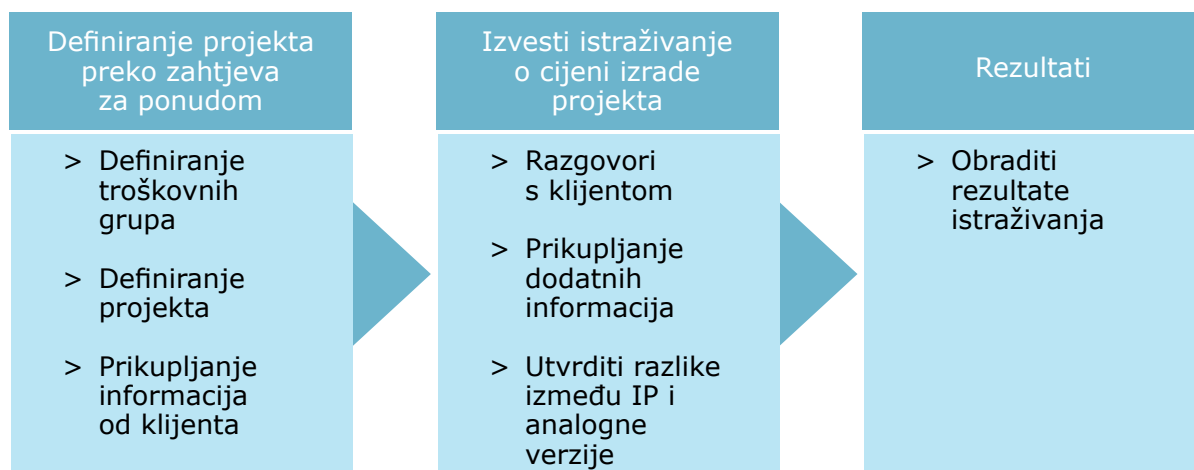 Definiranje projekta
preko zahtjeva
za ponudom
> Definiranje
troškovnih
grupa
> Definiranje
projekta
> Prikupljanje
informacija
od klijenta
Izvesti istraživanje
o cijeni izrade
projekta
> Razgovori
s klijentom
> Prikupljanje
dodatnih
informacija
> Utvrditi razlike
između IP i
analogne
verzije
Rezultati
> Obraditi
rezultate
istraživanja